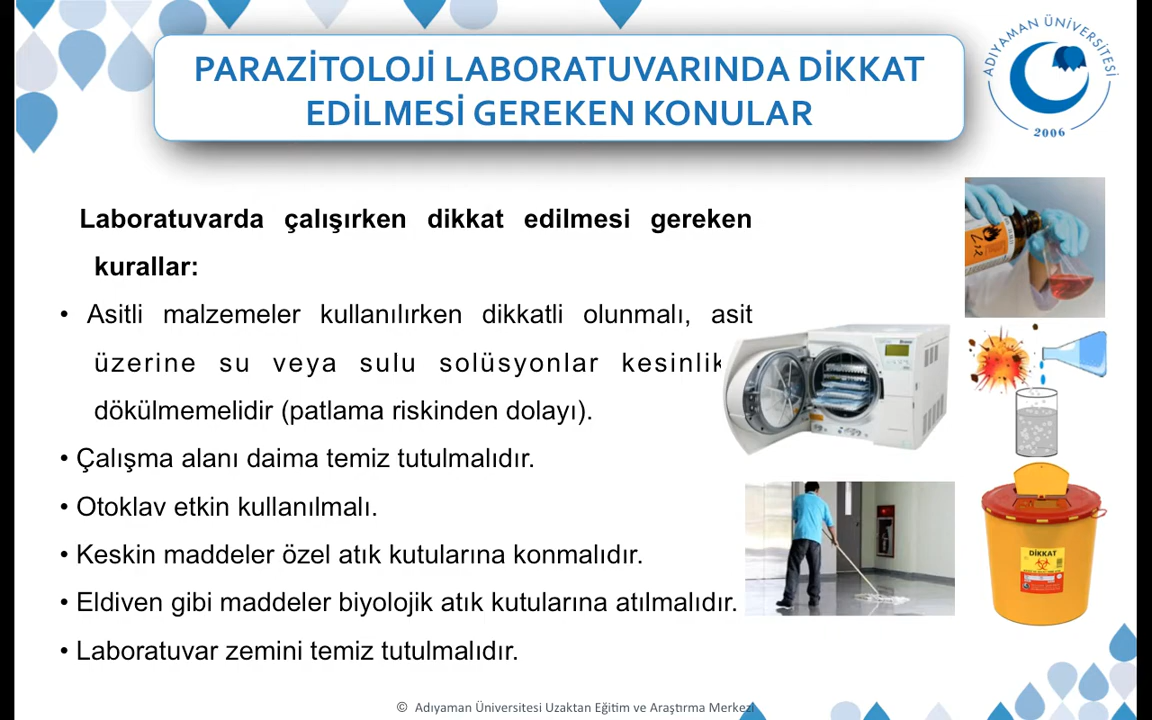 PARAZİTOLOJİ LABORATUVARINDA DİKKAT
EDİLMESİ GEREKEN KONULAR
ADIYAMAN ÜNİVERSİTESİ
2006
Laboratuvarda çalışırken dikkat edilmesi gereken
kurallar:
• Asitli malzemeler kullanılırken dikkatli olunmalı, asit
üzerine su veya sulu solüsyonlar kesinlik
dökülmemelidir (patlama riskinden dolayı).
• Çalışma alanı daima temiz tutulmalıdır.
• Otoklav etkin kullanılmalı.
• Keskin maddeler özel atık kutularına konmalıdır.
• Eldiven gibi maddeler biyolojik atık kutularına atılmalıdır.
• Laboratuvar zemini temiz tutulmalıdır.
DİKKAT
© Adıyaman Üniversitesi Uzaktan Eğitim ve Araştırma Merkezi